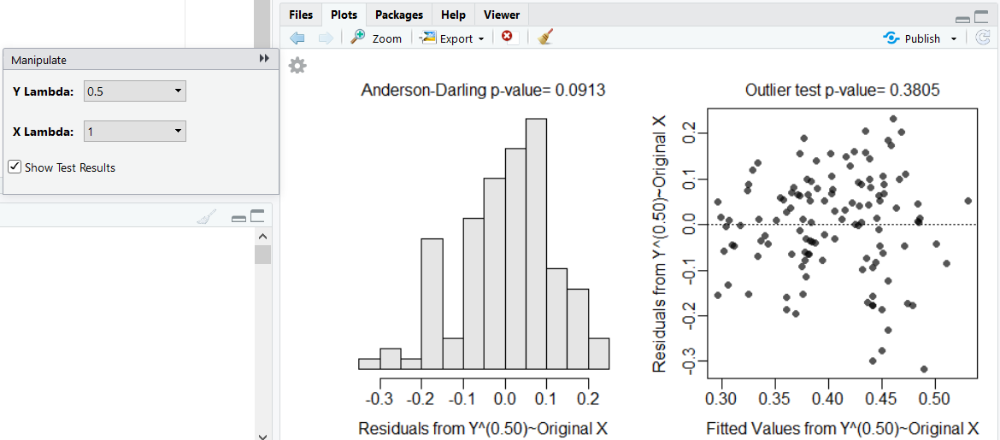 Files Plots Packages Help Viewer
Zoom Export Publish
Manipulate
Y Lambda: 0.5
X Lambda: 1
Show Test Results
Anderson-Darling p-value= 0.0913
-0.3 -0.2 -0.1 0.0 0.1 0.2
Residuals from Y^(0.50)~Original X
Outlier test p-value= 0.3805
Residuals from Y^(0.50)~Original X
0.2
0.1
0.0
-0.1
-0.2
-0.3
0.30 0.35 0.40 0.45 0.50
Fitted Values from Y^(0.50)~Original X